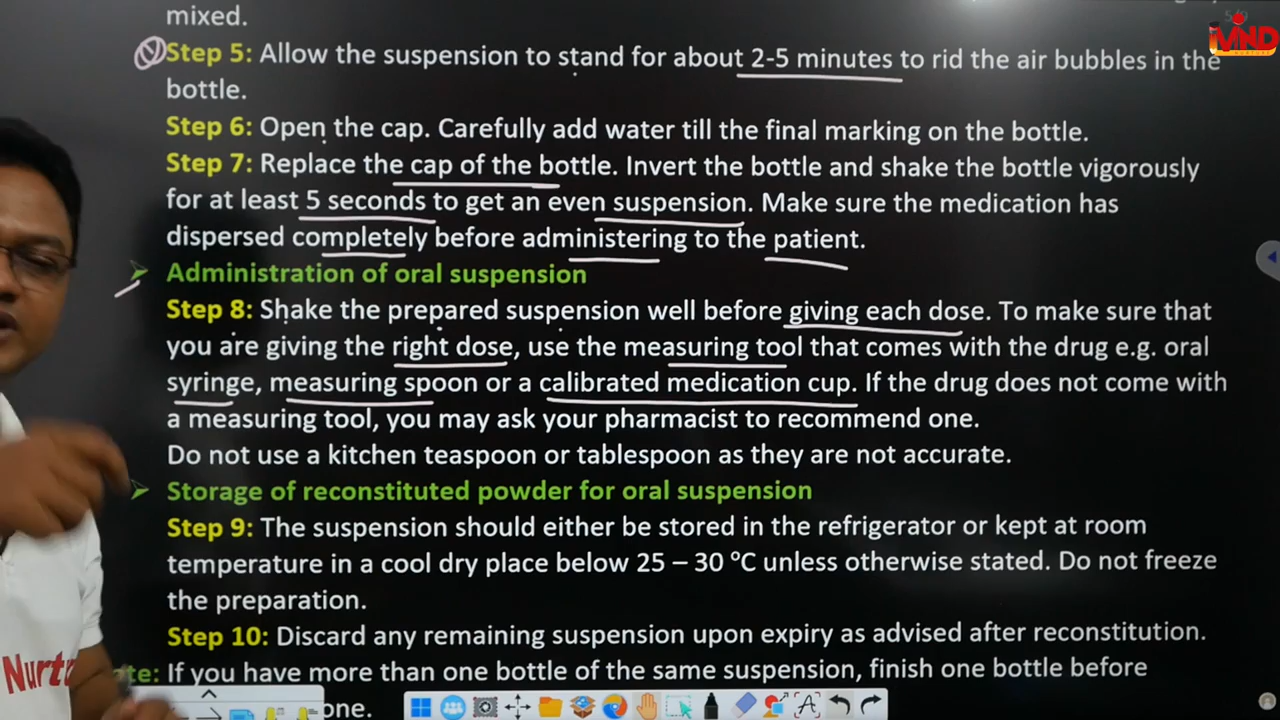 mixed.
Step 5: Allow the suspension to stand for about 2-5 minutes to rid the air bubbles in the
bottle.
Step 6: Open the cap. Carefully add water till the final marking on the bottle.
Step 7: Replace the cap of the bottle. Invert the bottle and shake the bottle vigorously
for at least 5 seconds to get an even suspension. Make sure the medication has
dispersed completely before administering to the patient.
Administration of oral suspension
Step 8: Shake the prepared suspension well before giving each dose. To make sure that
you are giving the right dose, use the measuring tool that comes with the drug e.g. oral
syringe, measuring spoon or a calibrated medication cup. If the drug does not come with
a measuring tool, you may ask your pharmacist to recommend one.
Do not use a kitchen teaspoon or tablespoon as they are not accurate.
Storage of reconstituted powder for oral suspension
Step 9: The suspension should either be stored in the refrigerator or kept at room
temperature in a cool dry place below 25 – 30 °C unless otherwise stated. Do not freeze
the preparation.
Step 10: Discard any remaining suspension upon expiry as advised after reconstitution.
If you have more than one bottle of the same suspension, finish one bottle before
one.
MND